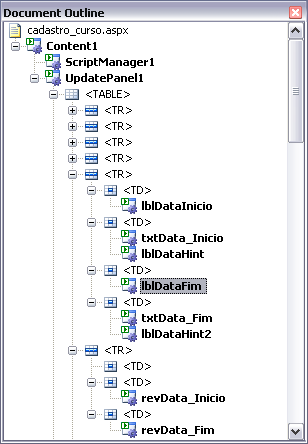 Document Outline
cadastro_curso.aspx
Content1
ScriptManager1
UpdatePanel1
<TABLE>
<TR>
<TR>
<TR>
<TR>
<TR>
<TD>
lblDataInicio
<TD>
txtData_Inicio
lblDataHint
<TD>
lblDataFim
<TD>
txtData_Fim
lblDataHint2
<TR>
<TD>
<TD>
revData_Inicio
<TD>
revData_Fim